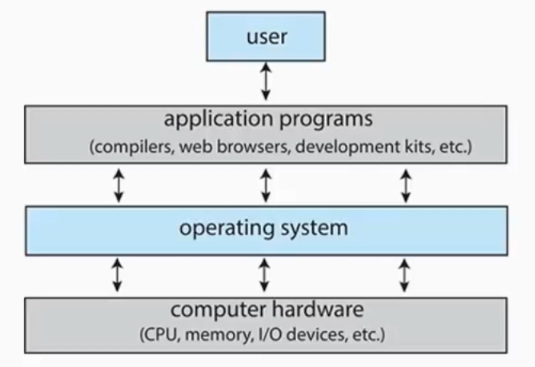 user
application programs
(compilers, web browsers, development kits, etc.)
operating system
computer hardware
(CPU, memory, I/O devices, etc.)